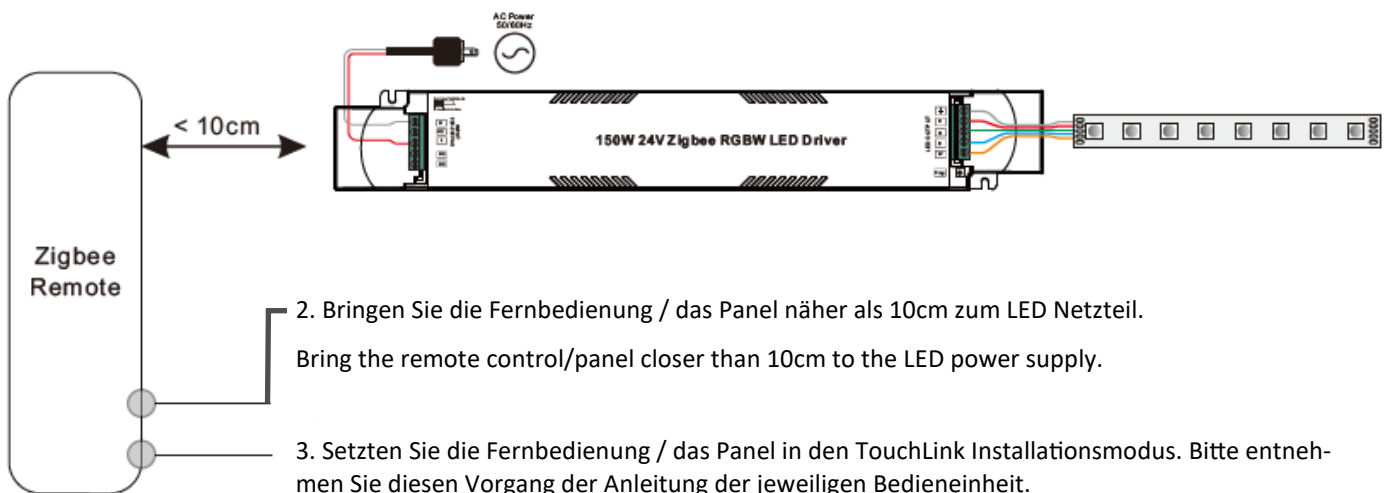 AC Power
50/60Hz
< 10cm
150W 24V Zigbee RGBW LED Driver
INPUT
LED OUTPUT
Zigbee
Remote
2. Bringen Sie die Fernbedienung / das Panel näher als 10cm zum LED Netzteil.
Bring the remote control/panel closer than 10cm to the LED power supply.
3. Setzten Sie die Fernbedienung / das Panel in den TouchLink Installationsmodus. Bitte entneh-
men Sie diesen Vorgang der Anleitung der jeweiligen Bedieneinheit.